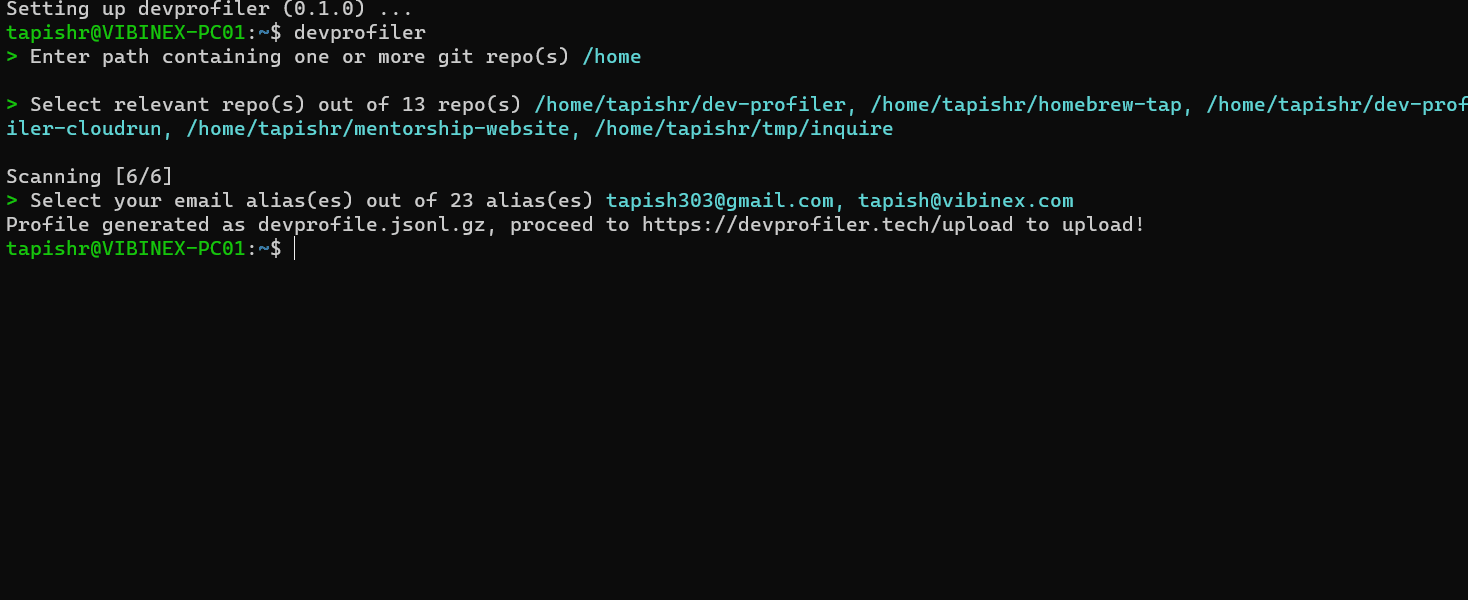 Setting up devprofiler (0.1.0) ...
tapishr@VIBINEX-PC01:~$ devprofiler
> Enter path containing one or more git repo(s) /home
> Select relevant repo(s) out of 13 repo(s) /home/tapishr/dev-profiler, /home/tapishr/homebrew-tap, /home/tapishr/dev-prof
iler-cloudrun, /home/tapishr/mentorship-website, /home/tapishr/tmp/inquire
Scanning [6/6]
> Select your email alias(es) out of 23 alias(es) tapish303@gmail.com, tapish@vibinex.com
Profile generated as devprofile.jsonl.gz, proceed to https://devprofiler.tech/upload to upload!
tapishr@VIBINEX-PC01:~$